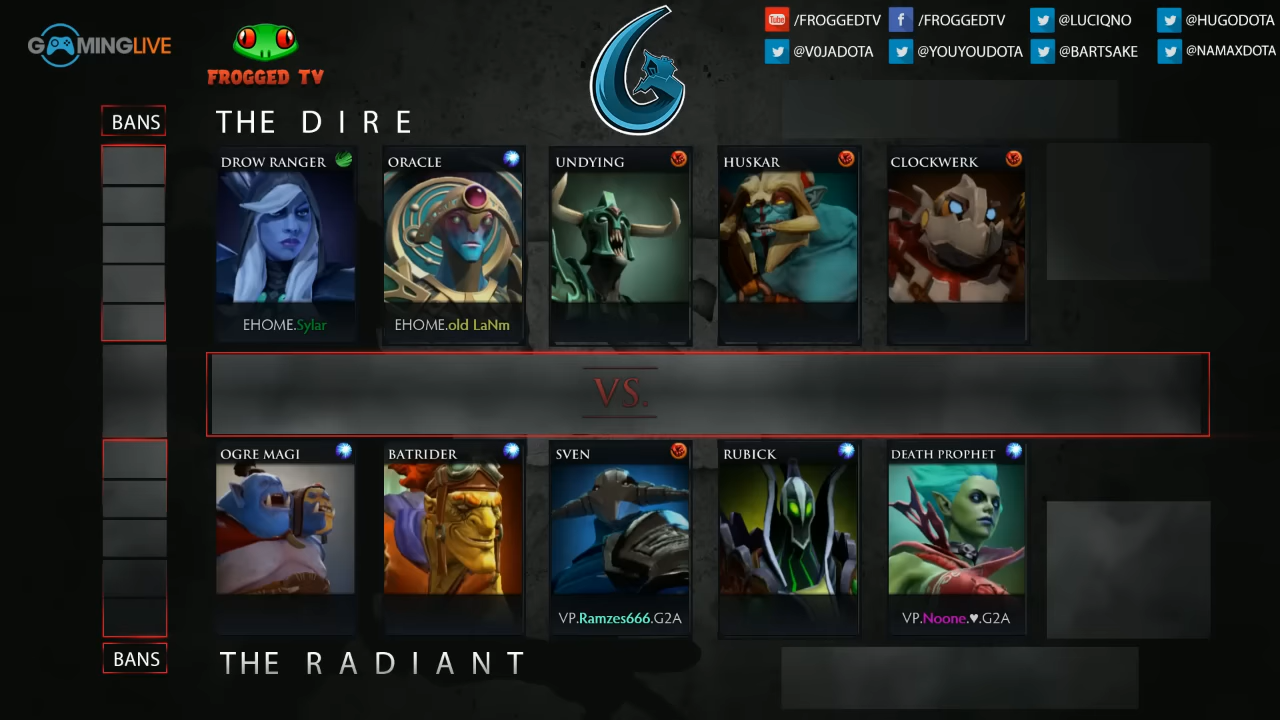 GAMINGLIVE
FROGGED TV
Tube /FROGGEDTV
f /FROGGEDTV
@LUCIQNO
@HUGODOTA
@V0JADOTA
@YOUYOUDOTA
@BARTSAKE
@NAMAXDOTA
BANS
THE DIRE
DROW RANGER
ORACLE
UNDYING
HUSKAR
CLOCKWERK
EHOME.Sylar
EHOME.old LaNm
VS.
OGRE MAGI
BATRIDER
SVEN
RUBICK
DEATH PROPHET
VP.Ramzes666.G2A
VP.Noone.♥.G2A
BANS
THE RADIANT